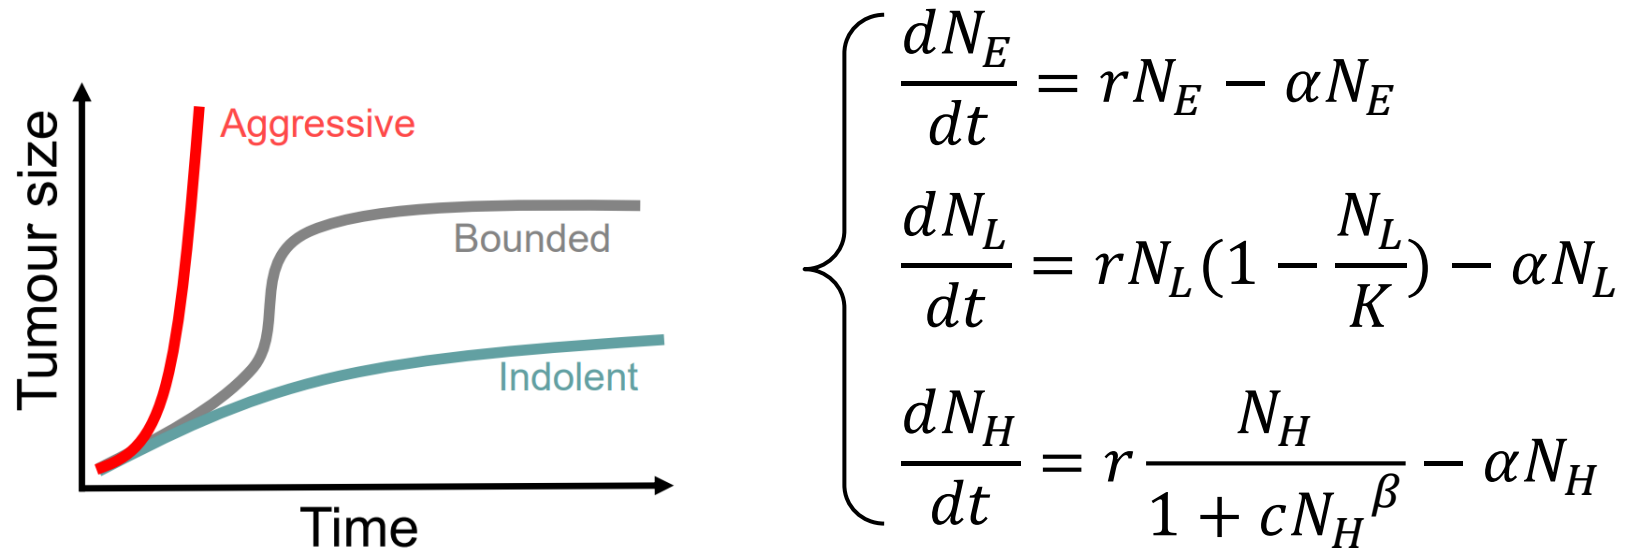 Tumour size
Aggressive
Bounded
Indolent
Time
dN_E/dt = rN_E − αN_E
dN_L/dt = rN_L(1 − N_L/K) − αN_L
dN_H/dt = r N_H/(1 + cN_H^β) − αN_H